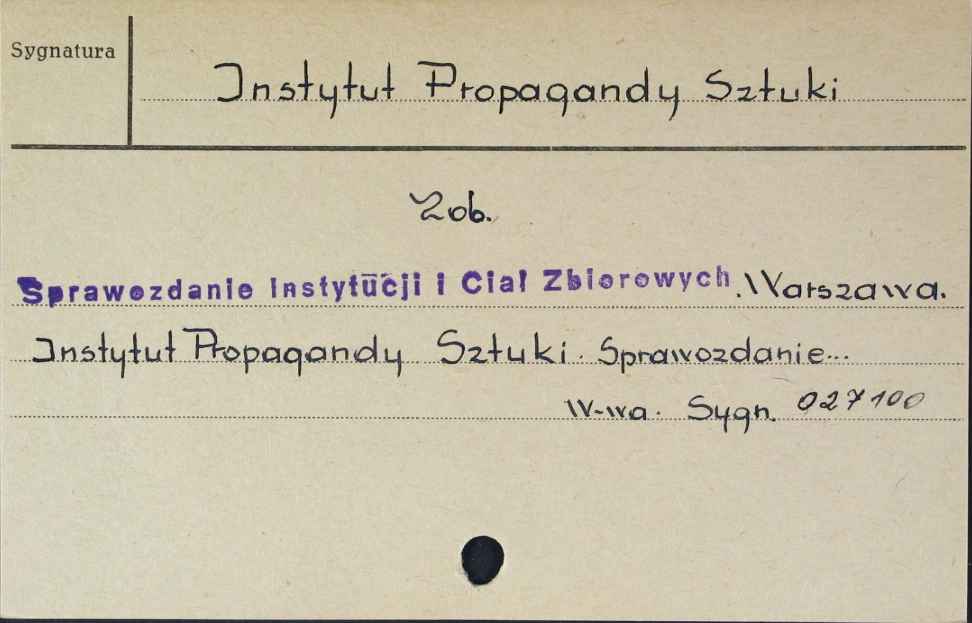 Sygnatura
Instytut Propagandy Sztuki
Zob.
Sprawozdanie Instytucji i Ciał Zbiorowych. Warszawa.
Instytut Propagandy Sztuki. Sprawozdanie...
W-wa. Sygn. 027100